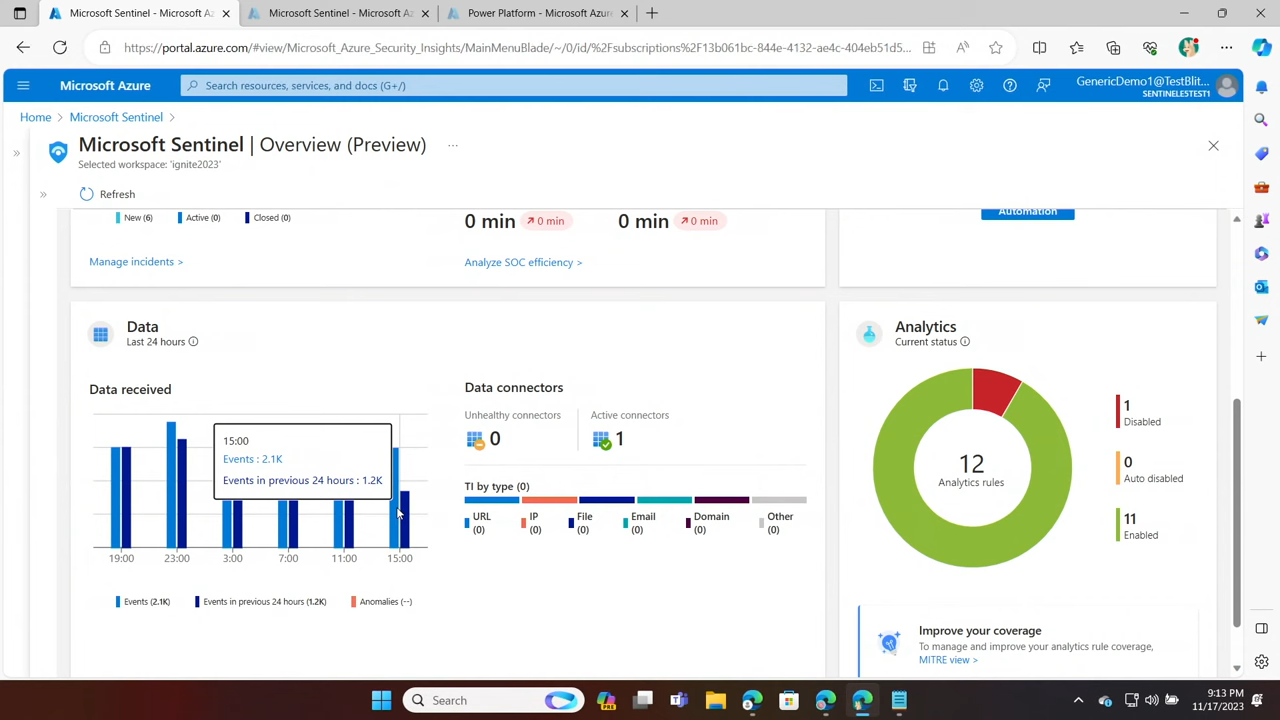 Microsoft Sentinel - Microsoft Az
Microsoft Sentinel - Microsoft Az
Power Platform - Microsoft Azure
https://portal.azure.com/#view/Microsoft_Azure_Security_Insights/MainMenuBlade/~/0/id/%2Fsubscriptions%2F13b061bc-844e-4132-ae4c-404eb51d5...
Microsoft Azure
Search resources, services, and docs (G+/)
GenericDemo1@TestBlit...
SENTINELESTEST1
Home > Microsoft Sentinel >
Microsoft Sentinel | Overview (Preview) ...
Selected workspace: 'ignite2023'
Refresh
New (6) Active (0) Closed (0)
0 min 0 min 0 min 0 min
Automation
Manage incidents >
Analyze SOC efficiency >
Data
Last 24 hours
Data received
15:00
Events : 2.1K
Events in previous 24 hours : 1.2K
19:00 23:00 3:00 7:00 11:00 15:00
Events (2.1K) Events in previous 24 hours (1.2K) Anomalies (--)
Data connectors
Unhealthy connectors Active connectors
0 1
TI by type (0)
URL IP File Email Domain Other
(0) (0) (0) (0) (0) (0)
Analytics
Current status
12
Analytics rules
1
Disabled
0
Auto disabled
11
Enabled
Improve your coverage
To manage and improve your analytics rule coverage,
MITRE view >
Search
PRE
9:13 PM
11/17/2023